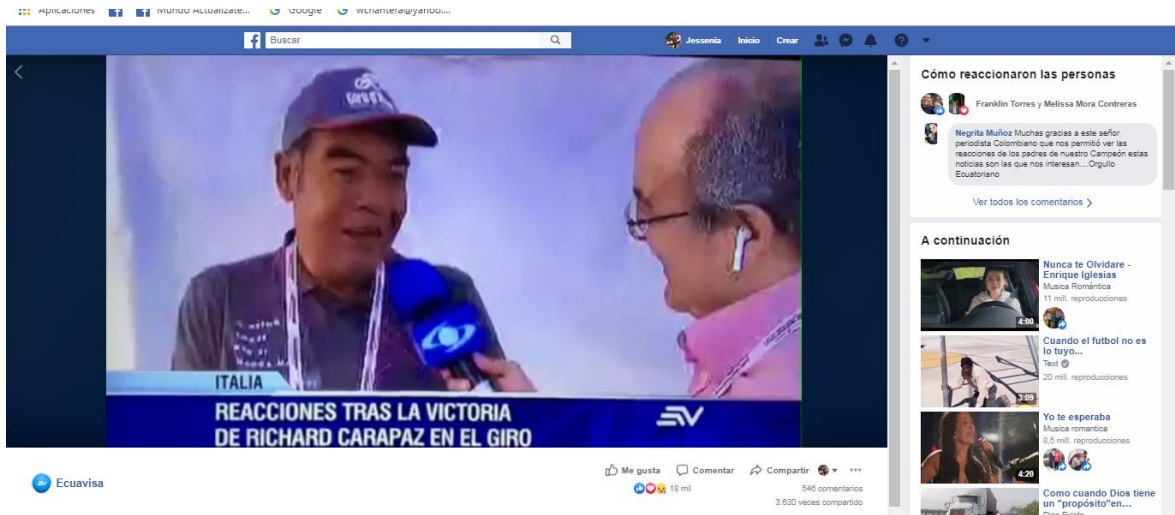 Aplicaciones
Mundo Actualizate...
Google
wchantera@yahoo....
Buscar
Jessenia
Inicio
Crear
ITALIA
REACCIONES TRAS LA VICTORIA
DE RICHARD CARAPAZ EN EL GIRO
Ecuavisa
Me gusta
Comentar
Compartir
18 mil
546 comentarios
3.630 veces compartido
Cómo reaccionaron las personas
Franklin Torres y Melissa Mora Contreras
Negrita Muñoz Muchas gracias a este señor
periodista Colombiano que nos permitió ver las
reacciones de los padres de nuestro Campeón estas
noticias son las que nos interesan....Orgullo
Ecuatoriano
Ver todos los comentarios
A continuación
Nunca te Olvidare -
Enrique Iglesias
Musica Romántica
11 mill. reproducciones
4:00
Cuando el futbol no es
lo tuyo...
Text
20 mill. reproducciones
3:09
Yo te esperaba
Musica romantica
8,5 mill. reproducciones
4:20
Como cuando Dios tiene
un "propósito"en...